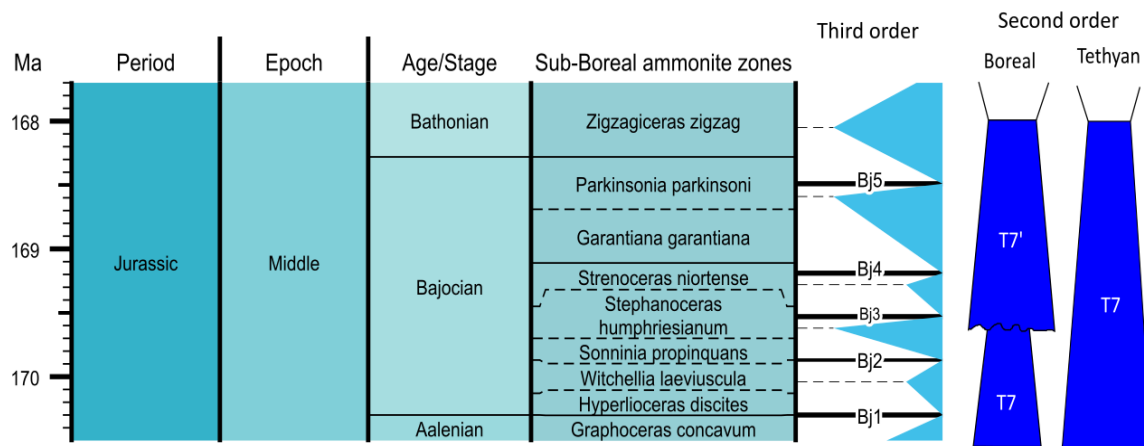 Third order
Second order
Boreal
Tethyan
Ma
Period
Epoch
Age/Stage
Sub-Boreal ammonite zones
168
169
170
Jurassic
Middle
Bathonian
Bajocian
Aalenian
Zigzagiceras zigzag
Parkinsonia parkinsoni
Garantiana garantiana
Strenoceras niortense
Stephanoceras
humphriesianum
Sonninia propinquans
Witchellia laeviuscula
Hyperlioceras discites
Graphoceras concavum
Bj5
Bj4
Bj3
Bj2
Bj1
T7'
T7
T7